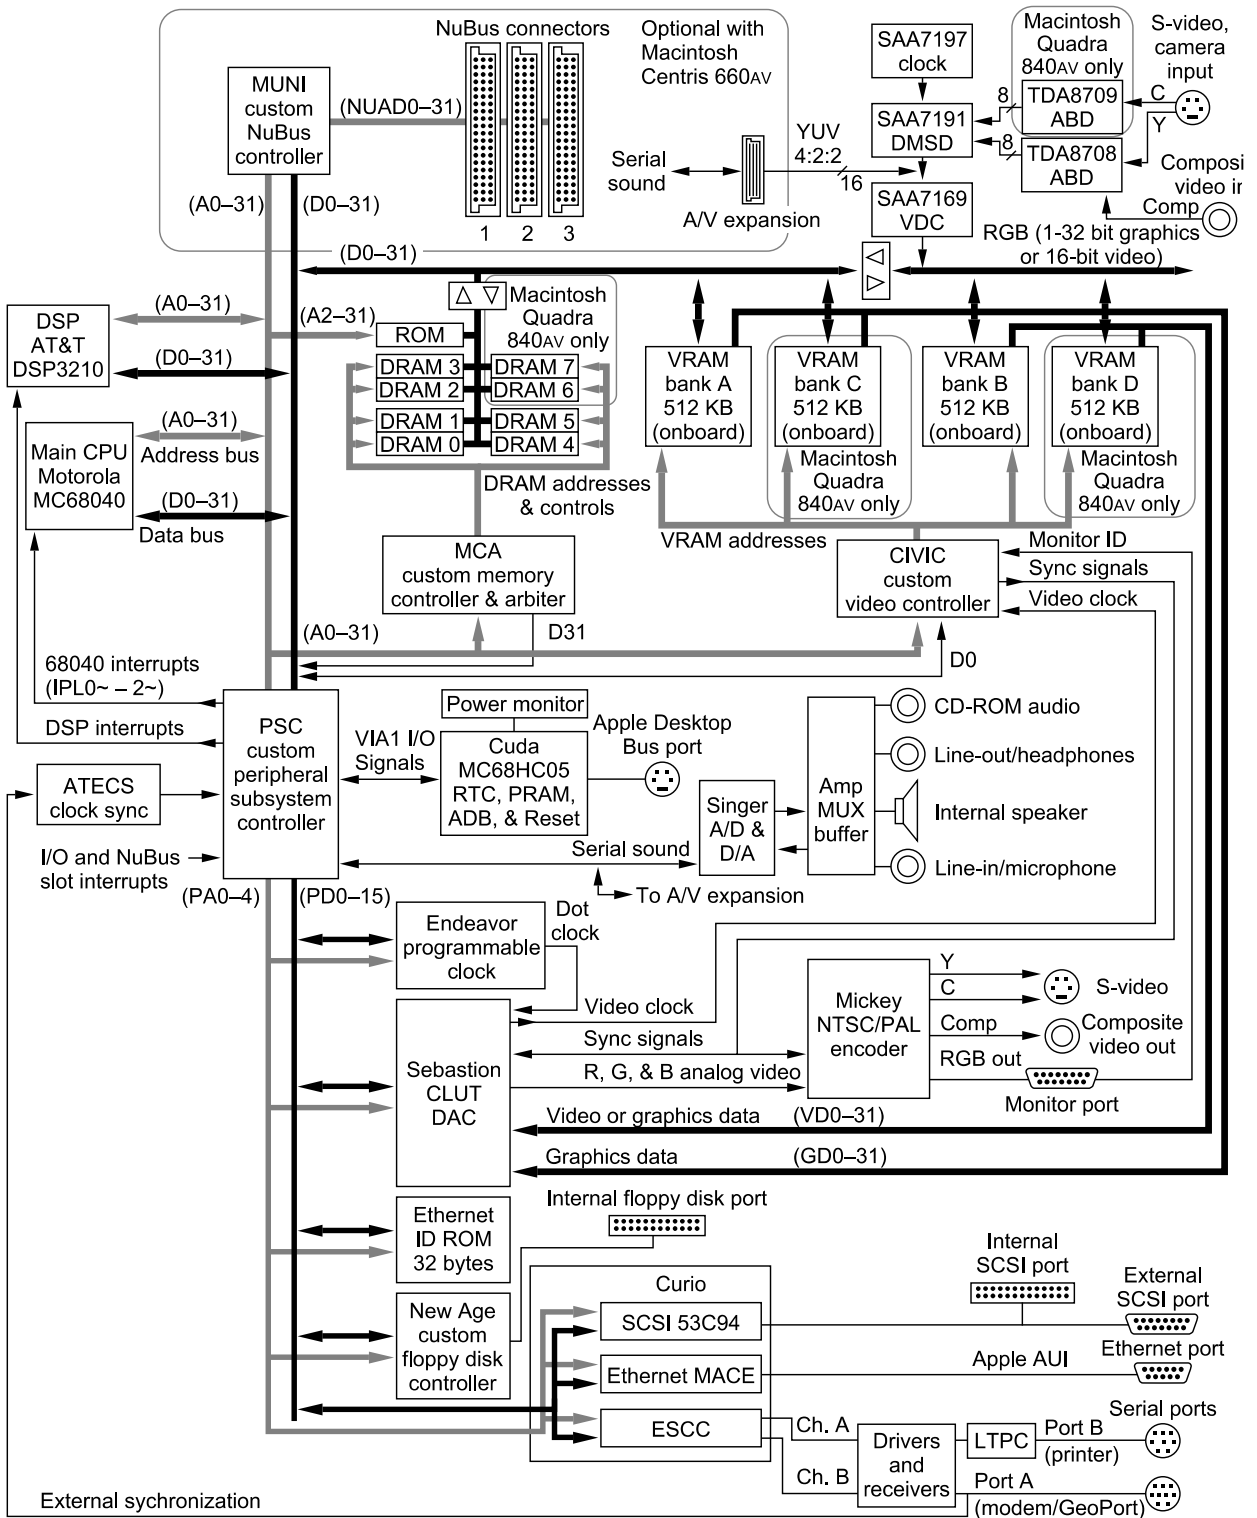 NuBus connectors
Optional with
Macintosh
Centris 660AV
MUNI
custom
NuBus
controller
(NUAD0–31)
(A0–31)
(D0–31)
1
2
3
Serial
sound
A/V expansion
YUV
4:2:2
16
SAA7197
clock
SAA7191
DMSD
SAA7169
VDC
Macintosh
Quadra
840AV only
TDA8709
ABD
TDA8708
ABD
8
8
S-video,
camera
input
C
Y
Composi
video in
Comp
RGB (1-32 bit graphics
or 16-bit video)
(D0–31)
DSP
AT&T
DSP3210
(A0–31)
(D0–31)
Main CPU
Motorola
MC68040
(A0–31)
Address bus
(D0–31)
Data bus
(A2–31)
ROM
Macintosh
Quadra
840AV only
DRAM 3
DRAM 7
DRAM 2
DRAM 6
DRAM 1
DRAM 5
DRAM 0
DRAM 4
DRAM addresses
& controls
VRAM
bank A
512 KB
(onboard)
VRAM
bank C
512 KB
(onboard)
Macintosh
Quadra
840AV only
VRAM
bank B
512 KB
(onboard)
VRAM
bank D
512 KB
(onboard)
Macintosh
Quadra
840AV only
VRAM addresses
MCA
custom memory
controller & arbiter
(A0–31)
D31
CIVIC
custom
video controller
Monitor ID
Sync signals
Video clock
D0
68040 interrupts
(IPL0~ – 2~)
DSP interrupts
ATECS
clock sync
I/O and NuBus
slot interrupts
PSC
custom
peripheral
subsystem
controller
(PA0–4)
(PD0–15)
VIA1 I/O
Signals
Power monitor
Cuda
MC68HC05
RTC, PRAM,
ADB, & Reset
Apple Desktop
Bus port
Serial sound
To A/V expansion
Singer
A/D &
D/A
Amp
MUX
buffer
CD-ROM audio
Line-out/headphones
Internal speaker
Line-in/microphone
Endeavor
programmable
clock
Dot
clock
Sebastion
CLUT
DAC
Video clock
Sync signals
R, G, & B analog video
Video or graphics data
(VD0–31)
Graphics data
(GD0–31)
Mickey
NTSC/PAL
encoder
Y
C
S-video
Comp
Composite
video out
RGB out
Monitor port
Ethernet
ID ROM
32 bytes
Internal floppy disk port
New Age
custom
floppy disk
controller
Curio
SCSI 53C94
Ethernet MACE
ESCC
Internal
SCSI port
External
SCSI port
Apple AUI
Ethernet port
Ch. A
Ch. B
Drivers
and
receivers
LTPC
Port B
(printer)
Serial ports
Port A
(modem/GeoPort)
External sychronization